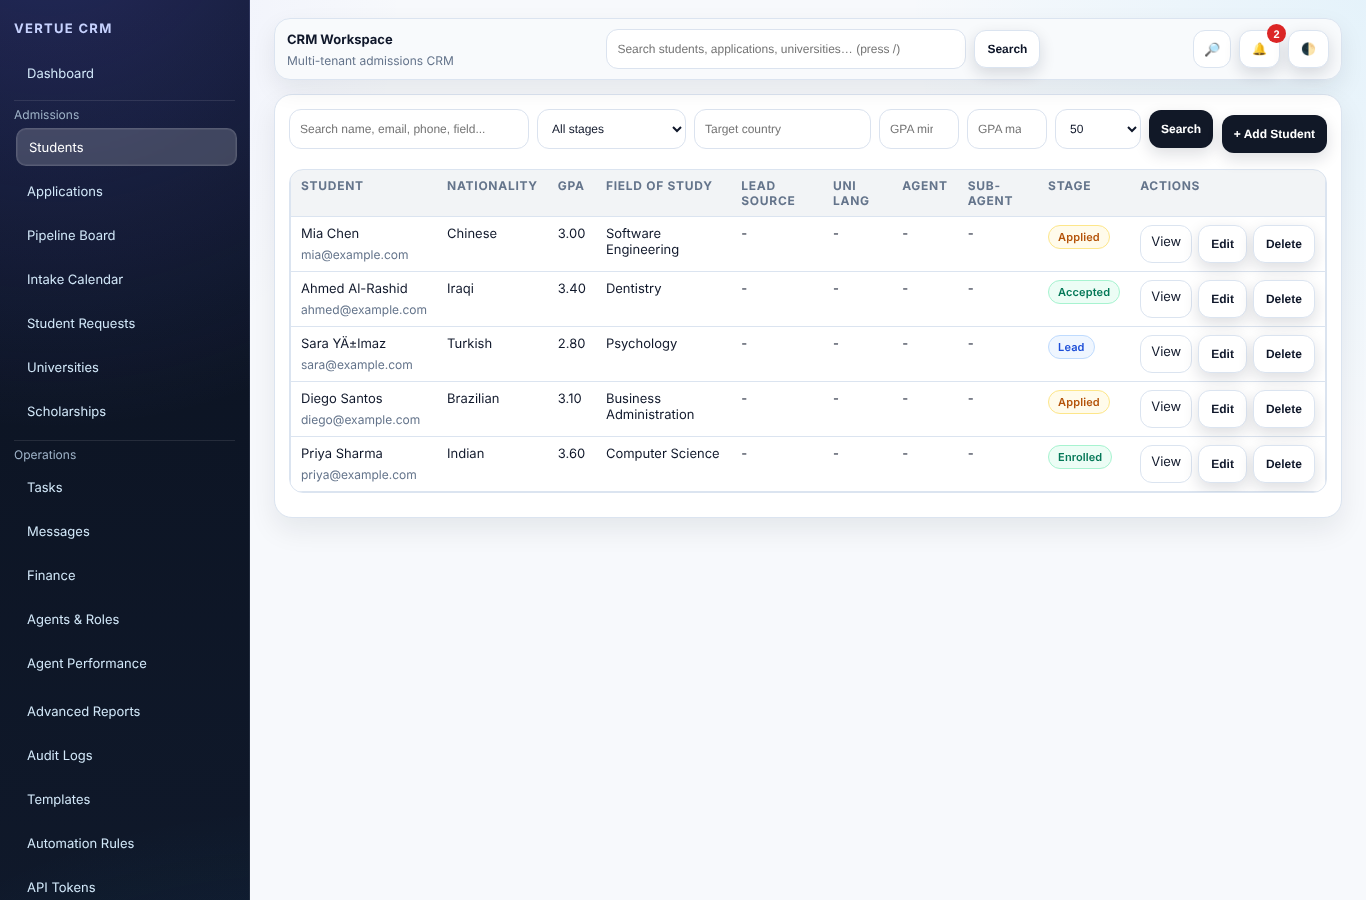 VERTUE CRM
Dashboard
Admissions
Students
Applications
Pipeline Board
Intake Calendar
Student Requests
Universities
Scholarships
Operations
Tasks
Messages
Finance
Agents & Roles
Agent Performance
Advanced Reports
Audit Logs
Templates
Automation Rules
API Tokens
CRM Workspace
Multi-tenant admissions CRM
Search students, applications, universities… (press /)
Search
2
Search name, email, phone, field...
All stages
Target country
GPA mir
GPA ma
50
Search
+ Add Student
STUDENT NATIONALITY GPA FIELD OF STUDY LEAD SOURCE UNI LANG AGENT SUB-AGENT STAGE ACTIONS
Mia Chen Chinese 3.00 Software Engineering - - - - Applied View Edit Delete
mia@example.com
Ahmed Al-Rashid Iraqi 3.40 Dentistry - - - - Accepted View Edit Delete
ahmed@example.com
Sara YÄ±lmaz Turkish 2.80 Psychology - - - - Lead View Edit Delete
sara@example.com
Diego Santos Brazilian 3.10 Business Administration - - - - Applied View Edit Delete
diego@example.com
Priya Sharma Indian 3.60 Computer Science - - - - Enrolled View Edit Delete
priya@example.com